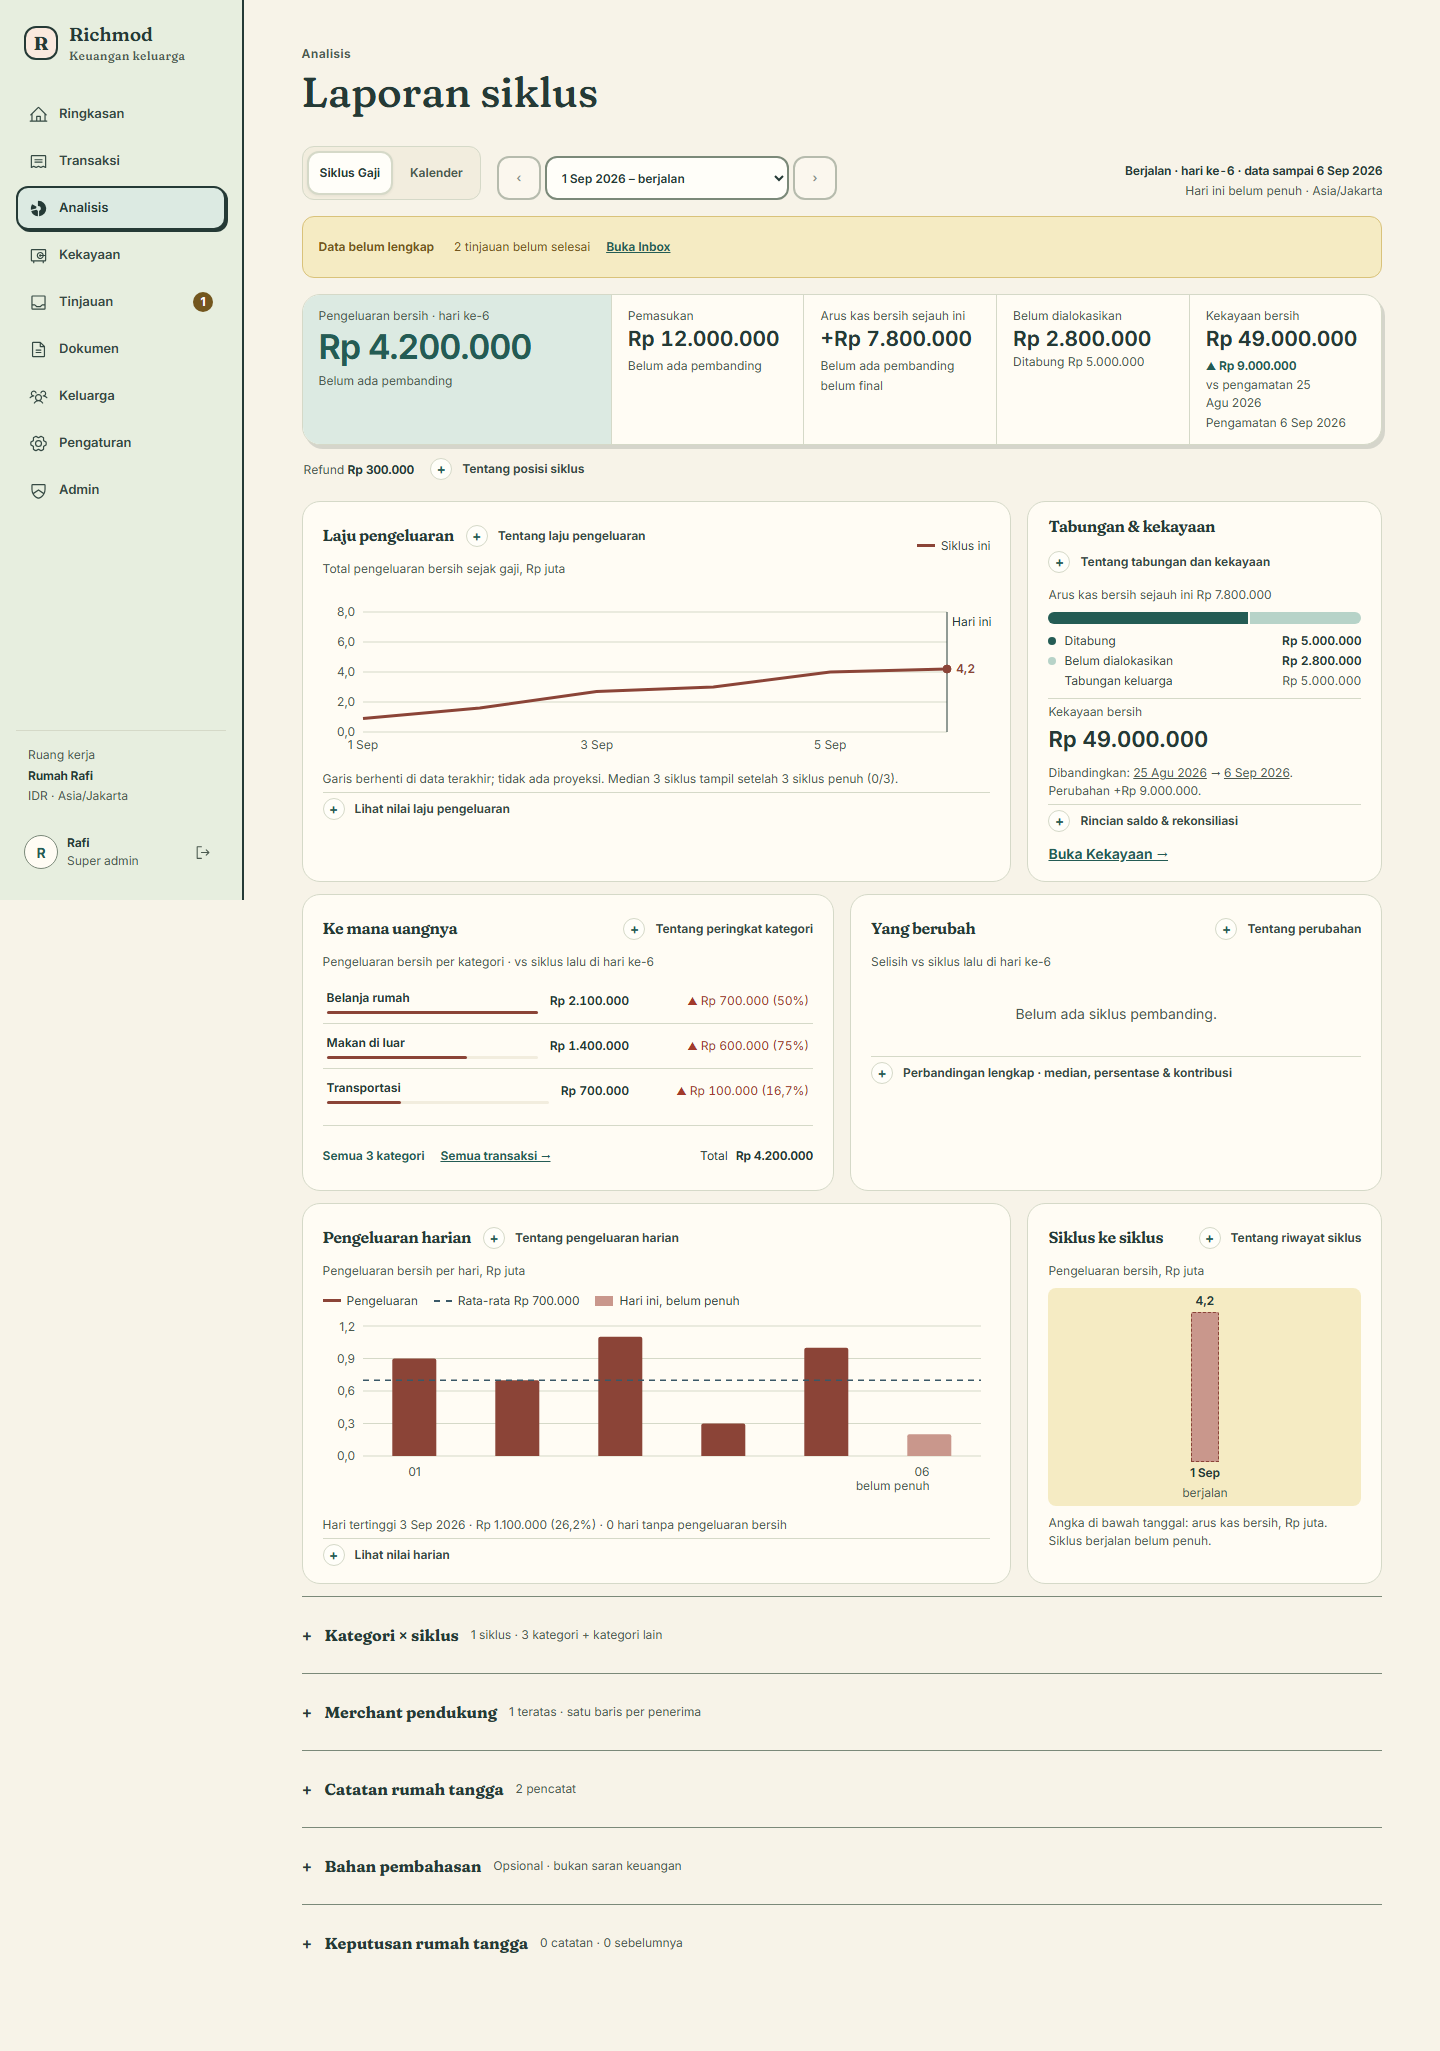 R
Richmod
Keuangan keluarga
Ringkasan
Transaksi
Analisis
Kekayaan
Tinjauan 1
Dokumen
Keluarga
Pengaturan
Admin
Ruang kerja
Rumah Rafi
IDR · Asia/Jakarta
R
Rafi
Super admin
Analisis
Laporan siklus
Siklus Gaji Kalender ‹ 1 Sep 2026 – berjalan ›
Berjalan · hari ke-6 · data sampai 6 Sep 2026
Hari ini belum penuh · Asia/Jakarta
Data belum lengkap 2 tinjauan belum selesai Buka Inbox
Pengeluaran bersih · hari ke-6
Rp 4.200.000
Belum ada pembanding
Pemasukan
Rp 12.000.000
Belum ada pembanding
Arus kas bersih sejauh ini
+Rp 7.800.000
Belum ada pembanding
belum final
Belum dialokasikan
Rp 2.800.000
Ditabung Rp 5.000.000
Kekayaan bersih
Rp 49.000.000
▲ Rp 9.000.000
vs pengamatan 25
Agu 2026
Pengamatan 6 Sep 2026
Refund Rp 300.000 + Tentang posisi siklus
Laju pengeluaran + Tentang laju pengeluaran
Siklus ini
Total pengeluaran bersih sejak gaji, Rp juta
8,0
6,0
4,0
2,0
0,0
Hari ini
4,2
1 Sep 3 Sep 5 Sep
Garis berhenti di data terakhir; tidak ada proyeksi. Median 3 siklus tampil setelah 3 siklus penuh (0/3).
+ Lihat nilai laju pengeluaran
Tabungan & kekayaan
+ Tentang tabungan dan kekayaan
Arus kas bersih sejauh ini Rp 7.800.000
Ditabung Rp 5.000.000
Belum dialokasikan Rp 2.800.000
Tabungan keluarga Rp 5.000.000
Kekayaan bersih
Rp 49.000.000
Dibandingkan: 25 Agu 2026 → 6 Sep 2026.
Perubahan +Rp 9.000.000.
+ Rincian saldo & rekonsiliasi
Buka Kekayaan →
Ke mana uangnya + Tentang peringkat kategori
Pengeluaran bersih per kategori · vs siklus lalu di hari ke-6
Belanja rumah Rp 2.100.000 ▲ Rp 700.000 (50%)
Makan di luar Rp 1.400.000 ▲ Rp 600.000 (75%)
Transportasi Rp 700.000 ▲ Rp 100.000 (16,7%)
Semua 3 kategori Semua transaksi → Total Rp 4.200.000
Yang berubah + Tentang perubahan
Selisih vs siklus lalu di hari ke-6
Belum ada siklus pembanding.
+ Perbandingan lengkap · median, persentase & kontribusi
Pengeluaran harian + Tentang pengeluaran harian
Pengeluaran bersih per hari, Rp juta
Pengeluaran Rata-rata Rp 700.000 Hari ini, belum penuh
1,2
0,9
0,6
0,3
0,0
01 06
belum penuh
Hari tertinggi 3 Sep 2026 · Rp 1.100.000 (26,2%) · 0 hari tanpa pengeluaran bersih
+ Lihat nilai harian
Siklus ke siklus + Tentang riwayat siklus
Pengeluaran bersih, Rp juta
4,2
1 Sep
berjalan
Angka di bawah tanggal: arus kas bersih, Rp juta.
Siklus berjalan belum penuh.
+ Kategori × siklus 1 siklus · 3 kategori + kategori lain
+ Merchant pendukung 1 teratas · satu baris per penerima
+ Catatan rumah tangga 2 pencatat
+ Bahan pembahasan Opsional · bukan saran keuangan
+ Keputusan rumah tangga 0 catatan · 0 sebelumnya